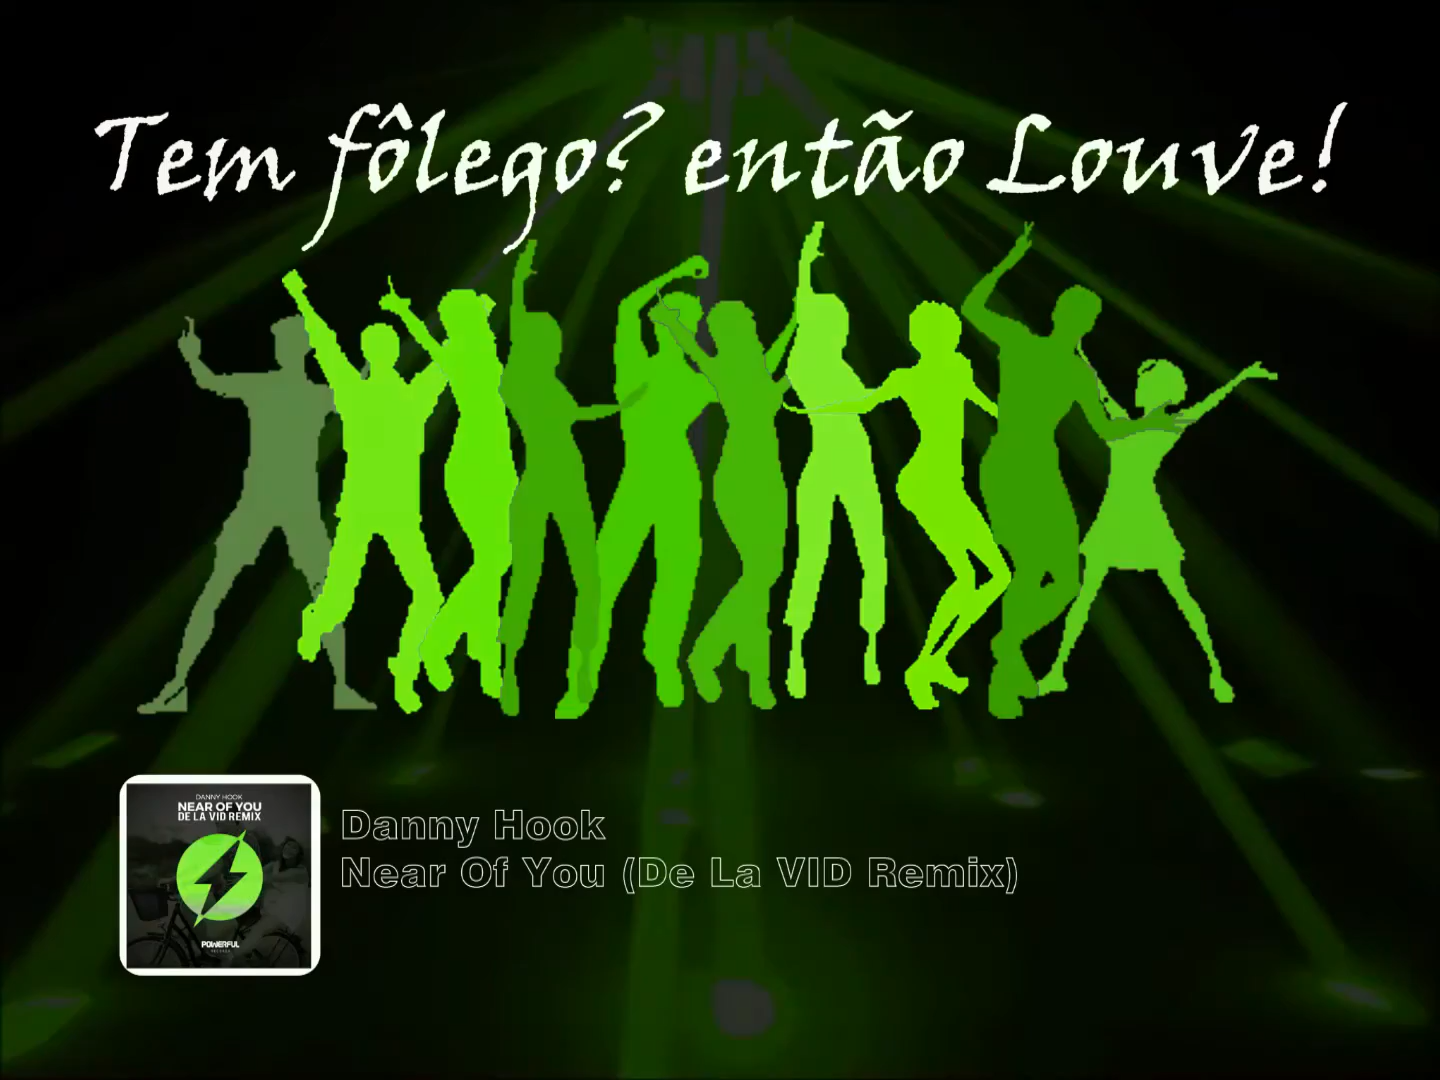 Tem fôlego? então Louve!
DANNY HOOK
NEAR OF YOU
DE LA VID REMIX
POWERFUL
RECORDS
Danny Hook
Near Of You (De La VID Remix)